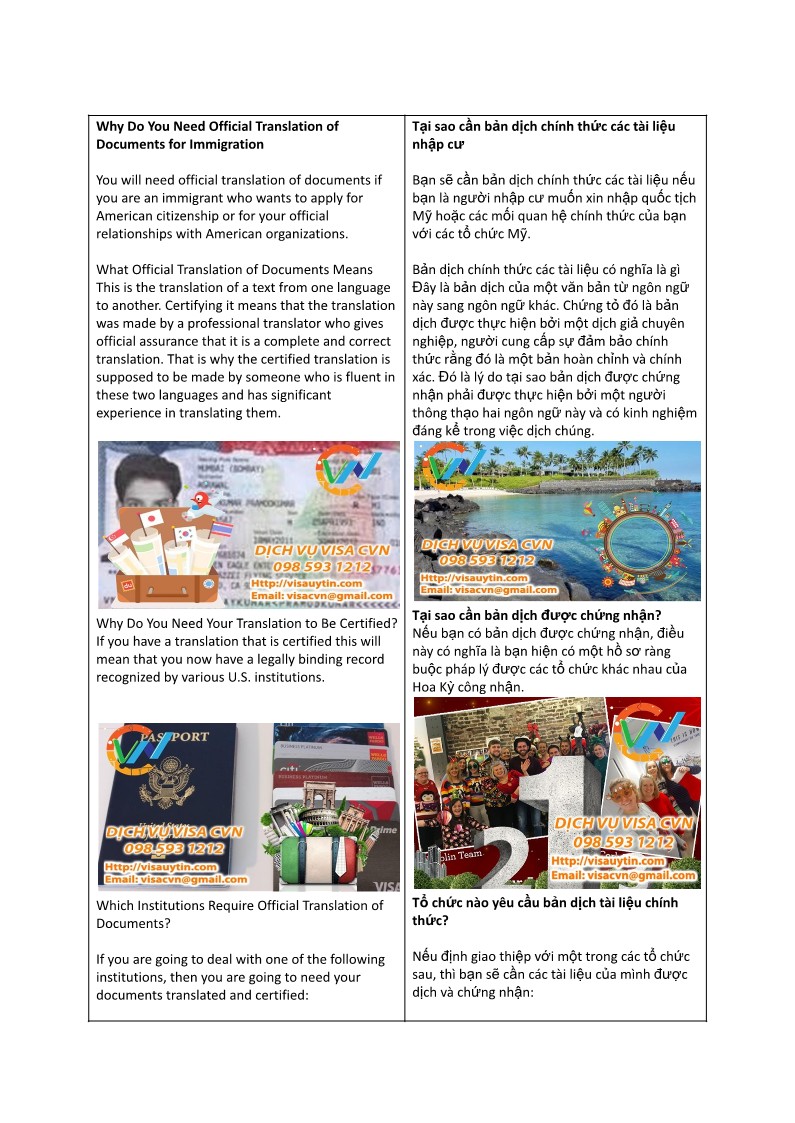 Why Do You Need Official Translation of
Documents for Immigration
You will need official translation of documents if
you are an immigrant who wants to apply for
American citizenship or for your official
relationships with American organizations.
What Official Translation of Documents Means
This is the translation of a text from one language
to another. Certifying it means that the translation
was made by a professional translator who gives
official assurance that it is a complete and correct
translation. That is why the certified translation is
supposed to be made by someone who is fluent in
these two languages and has significant
experience in translating them.
DỊCH VỤ VISA CVN
098 593 1212
Http://visauytin.com
Email: visacvn@gmail.com
Why Do You Need Your Translation to Be Certified?
If you have a translation that is certified this will
mean that you now have a legally binding record
recognized by various U.S. institutions.
PASSPORT
DỊCH VỤ VISA CVN
098 593 1212
Http://visauytin.com
Email: visacvn@gmail.com
Which Institutions Require Official Translation of
Documents?
If you are going to deal with one of the following
institutions, then you are going to need your
documents translated and certified:
Tại sao cần bản dịch chính thức các tài liệu
nhập cư
Bạn sẽ cần bản dịch chính thức các tài liệu nếu
bạn là người nhập cư muốn xin nhập quốc tịch
Mỹ hoặc các mối quan hệ chính thức của bạn
với các tổ chức Mỹ.
Bản dịch chính thức các tài liệu có nghĩa là gì
Đây là bản dịch của một văn bản từ ngôn ngữ
này sang ngôn ngữ khác. Chứng tỏ đó là bản
dịch được thực hiện bởi một dịch giả chuyên
nghiệp, người cung cấp sự đảm bảo chính
thức rằng đó là một bản hoàn chỉnh và chính
xác. Đó là lý do tại sao bản dịch được chứng
nhận phải được thực hiện bởi một người
thông thạo hai ngôn ngữ này và có kinh nghiệm
đáng kể trong việc dịch chúng.
DỊCH VỤ VISA CVN
098 593 1212
Http://visauytin.com
Email: visacvn@gmail.com
Tại sao cần bản dịch được chứng nhận?
Nếu bạn có bản dịch được chứng nhận, điều
này có nghĩa là bạn hiện có một hồ sơ ràng
buộc pháp lý được các tổ chức khác nhau của
Hoa Kỳ công nhận.
DỊCH VỤ VISA CVN
098 593 1212
Http://visauytin.com
Email: visacvn@gmail.com
Tổ chức nào yêu cầu bản dịch tài liệu chính
thức?
Nếu định giao thiệp với một trong các tổ chức
sau, thì bạn sẽ cần các tài liệu của mình được
dịch và chứng nhận: